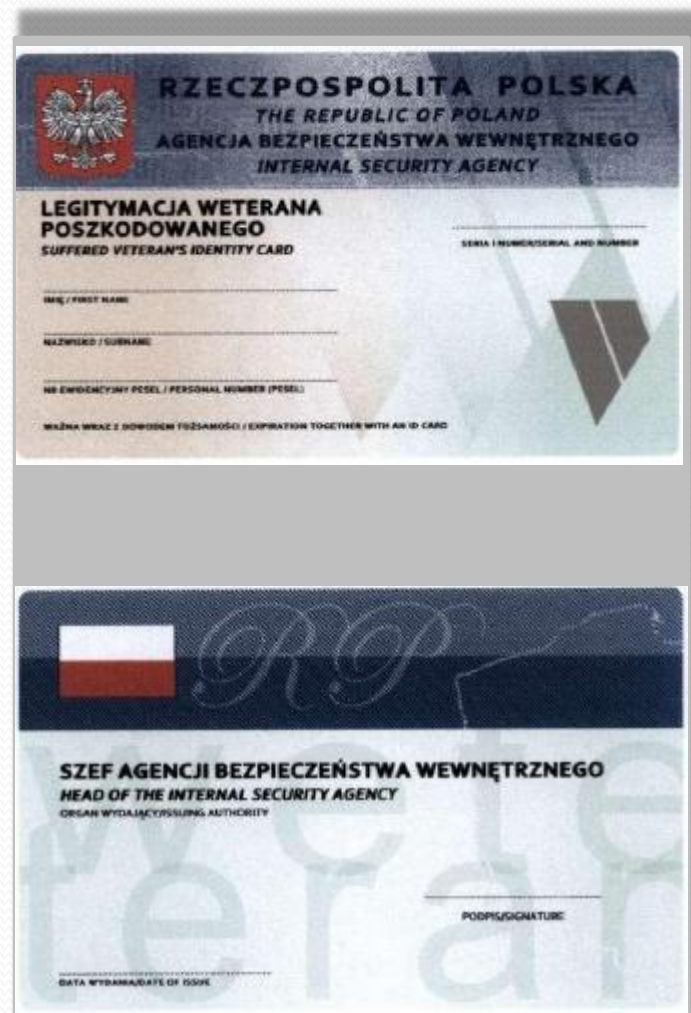 RZECZPOSPOLITA POLSKA
THE REPUBLIC OF POLAND
AGENCJA BEZPIECZEŃSTWA WEWNĘTRZNEGO
INTERNAL SECURITY AGENCY
LEGITYMACJA WETERANA
POSZKODOWANEGO
SUFFERED VETERAN'S IDENTITY CARD
SERIA I NUMER/SERIAL AND NUMBER
IMIĘ / FIRST NAME
NAZWISKO / SURNAME
NR EWIDENCYJNY PESEL / PERSONAL NUMBER (PESEL)
WAŻNA WRAZ Z DOWODEM TOŻSAMOŚCI / EXPIRATION TOGETHER WITH AN ID CARD
RP
SZEF AGENCJI BEZPIECZEŃSTWA WEWNĘTRZNEGO
HEAD OF THE INTERNAL SECURITY AGENCY
ORGAN WYDAJĄCY/ISSUING AUTHORITY
wete
teran
PODPIS/SIGNATURE
DATA WYDANIA/DATE OF ISSUE